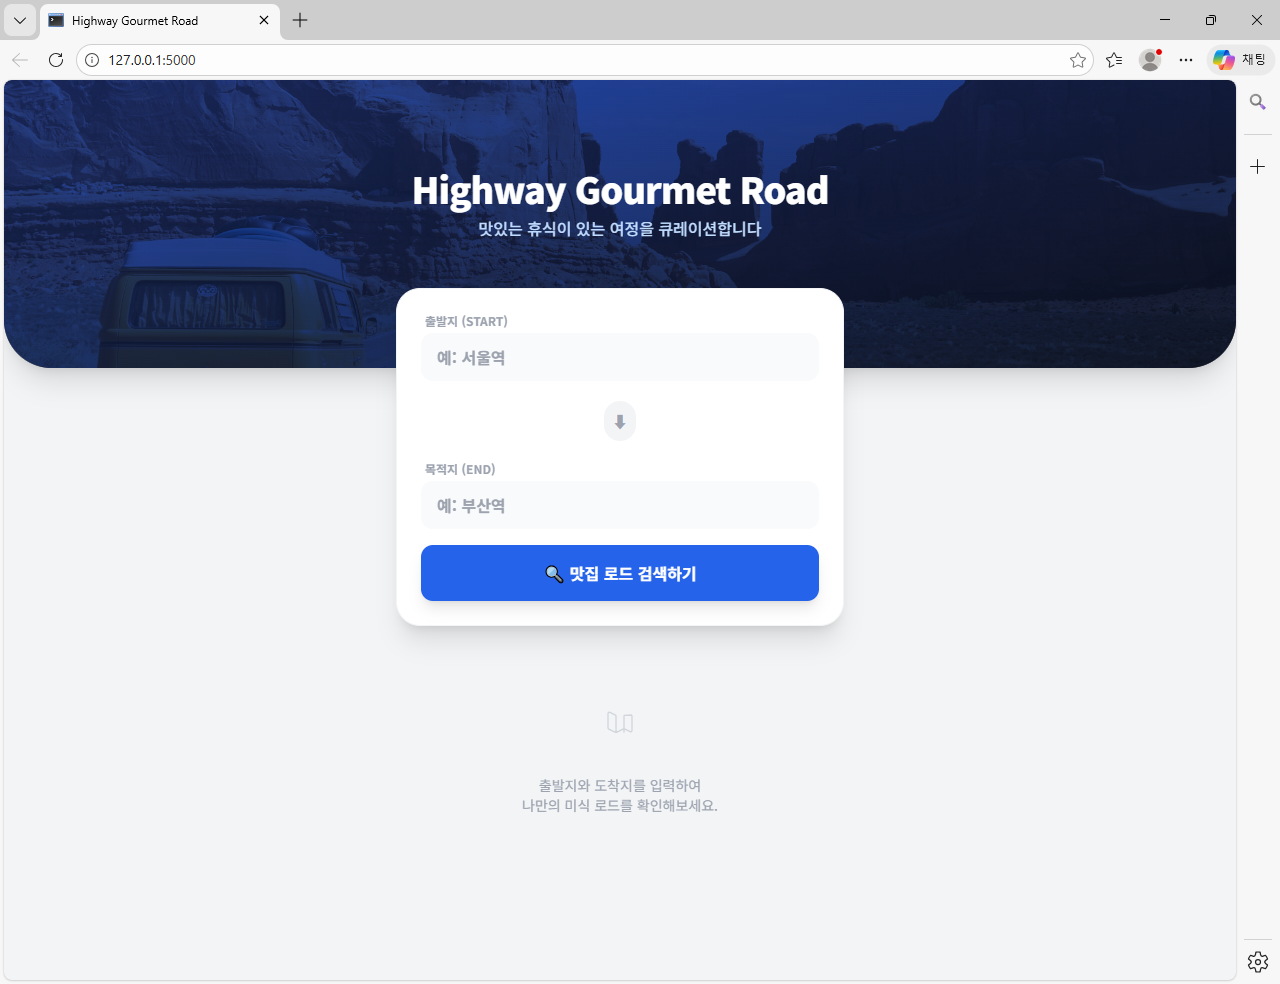 Highway Gourmet Road
127.0.0.1:5000
채팅
Highway Gourmet Road
맛있는 휴식이 있는 여정을 큐레이션합니다
출발지 (START)
예: 서울역
목적지 (END)
예: 부산역
맛집 로드 검색하기
출발지와 도착지를 입력하여
나만의 미식 로드를 확인해보세요.